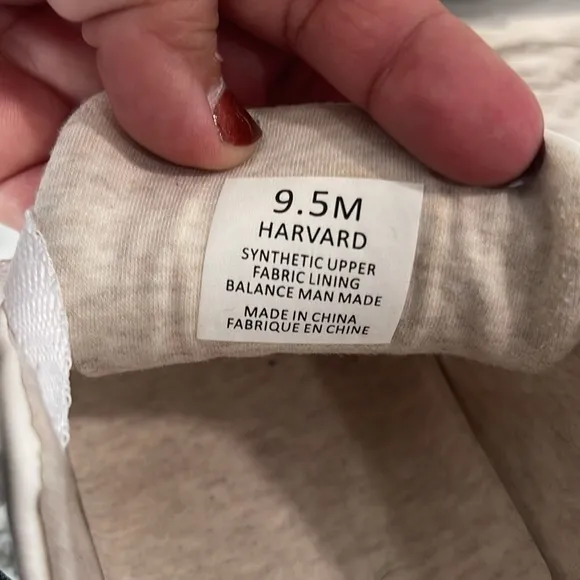 9.5M
HARVARD
SYNTHETIC UPPER
FABRIC LINING
BALANCE MAN MADE
MADE IN CHINA
FABRIQUE EN CHINE